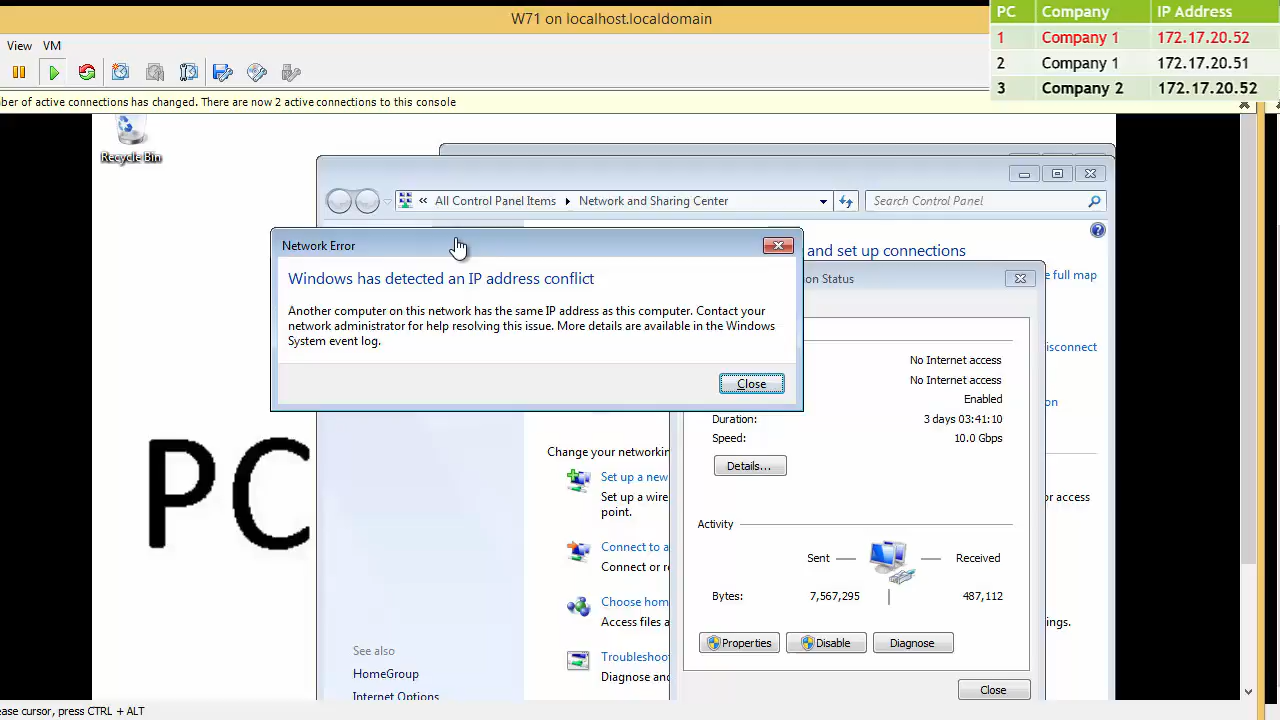 W71 on localhost.localdomain
PC Company IP Address
1 Company 1 172.17.20.52
2 Company 1 172.17.20.51
3 Company 2 172.17.20.52
View VM
ber of active connections has changed. There are now 2 active connections to this console
Recycle Bin
« All Control Panel Items Network and Sharing Center
Search Control Panel
and set up connections
Network Error
Windows has detected an IP address conflict
Another computer on this network has the same IP address as this computer. Contact your
network administrator for help resolving this issue. More details are available in the Windows
System event log.
Close
e full map
on Status
isconnect
on
No Internet access
No Internet access
Enabled
Duration: 3 days 03:41:10
Speed: 10.0 Gbps
Details...
PC
Change your networkin
Set up a new
Set up a wire
point.
Connect to a
Connect or r
Choose hom
Access files a
Troubleshoo
Diagnose and
or access
ngs.
Activity
Sent Received
Bytes: 7,567,295 487,112
Properties Disable Diagnose
Close
See also
HomeGroup
Internet Options
ease cursor, press CTRL + ALT